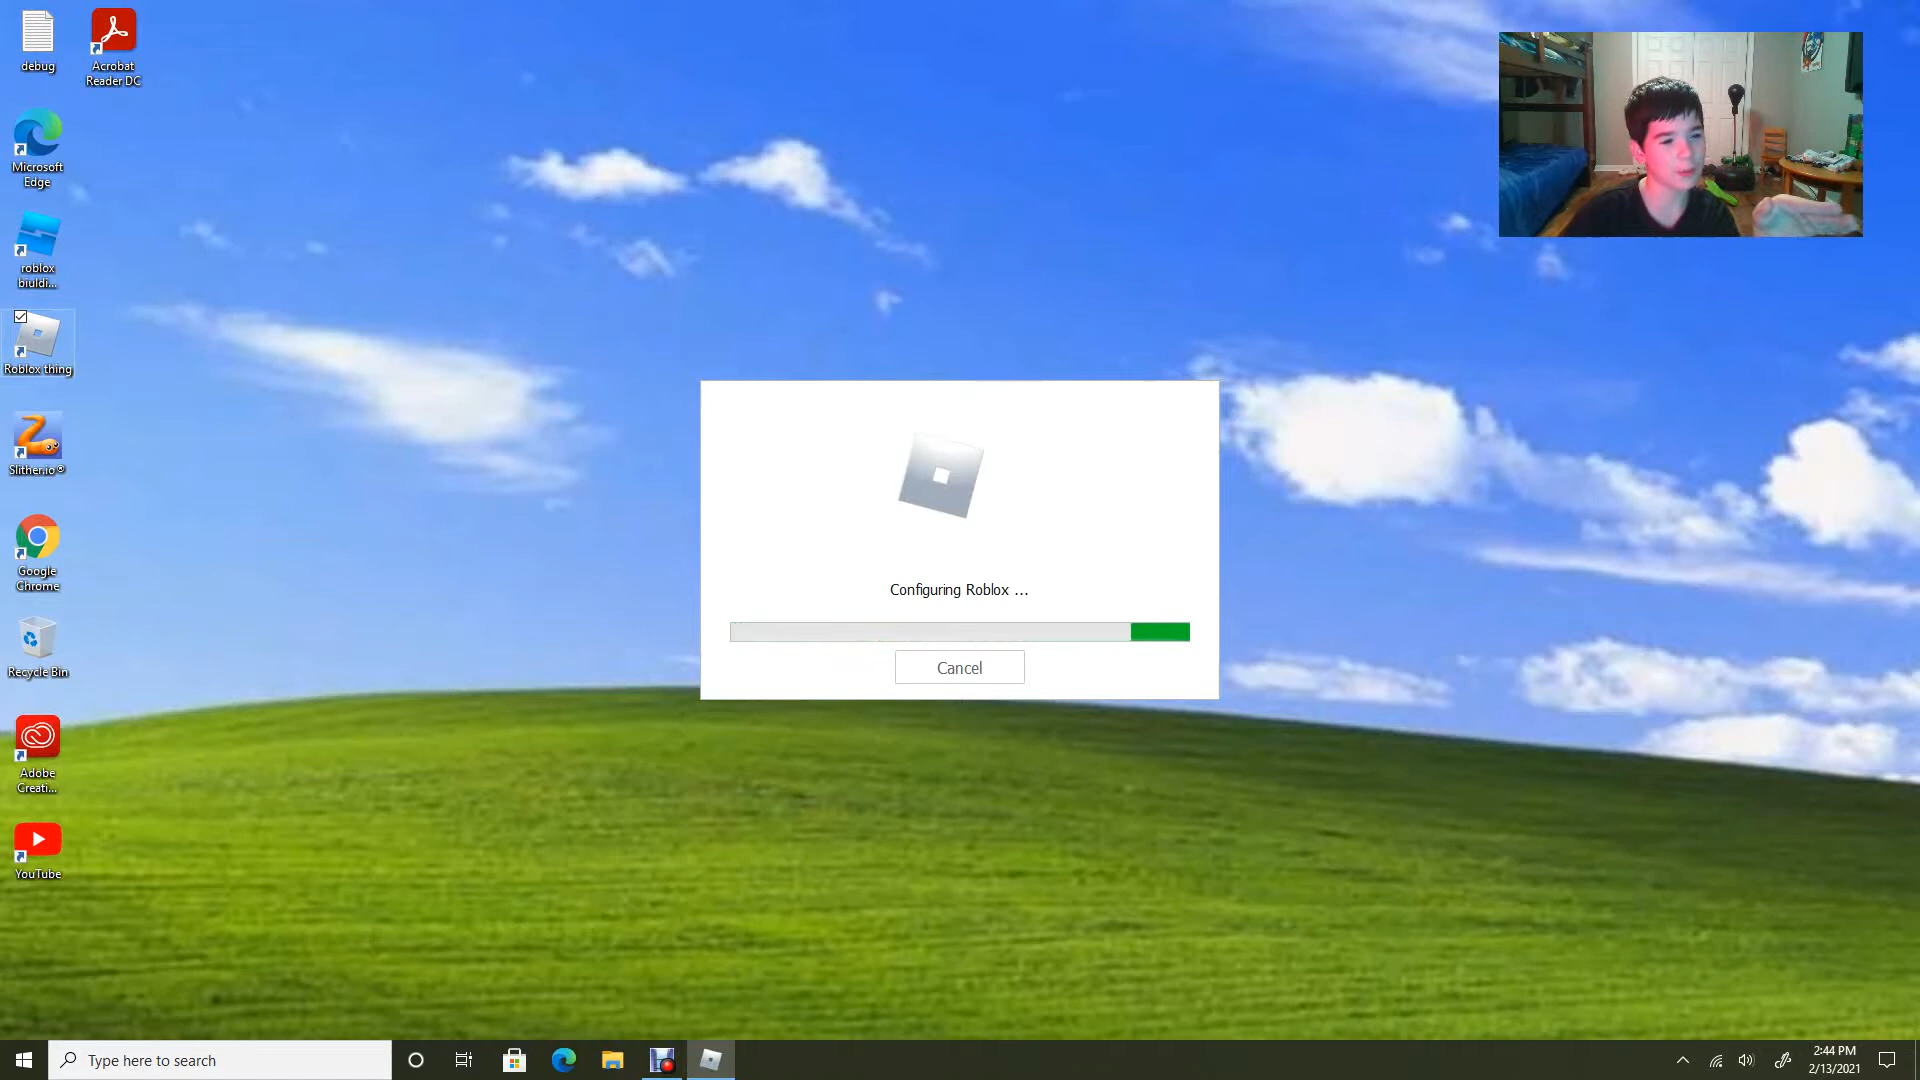 debug
Acrobat
Reader DC
Microsoft
Edge
roblox
biuldi...
Roblox thing
Slither.io®
Google
Chrome
Recycle Bin
Adobe
Creati...
YouTube
Configuring Roblox ...
Cancel
Type here to search
2:44 PM
2/13/2021